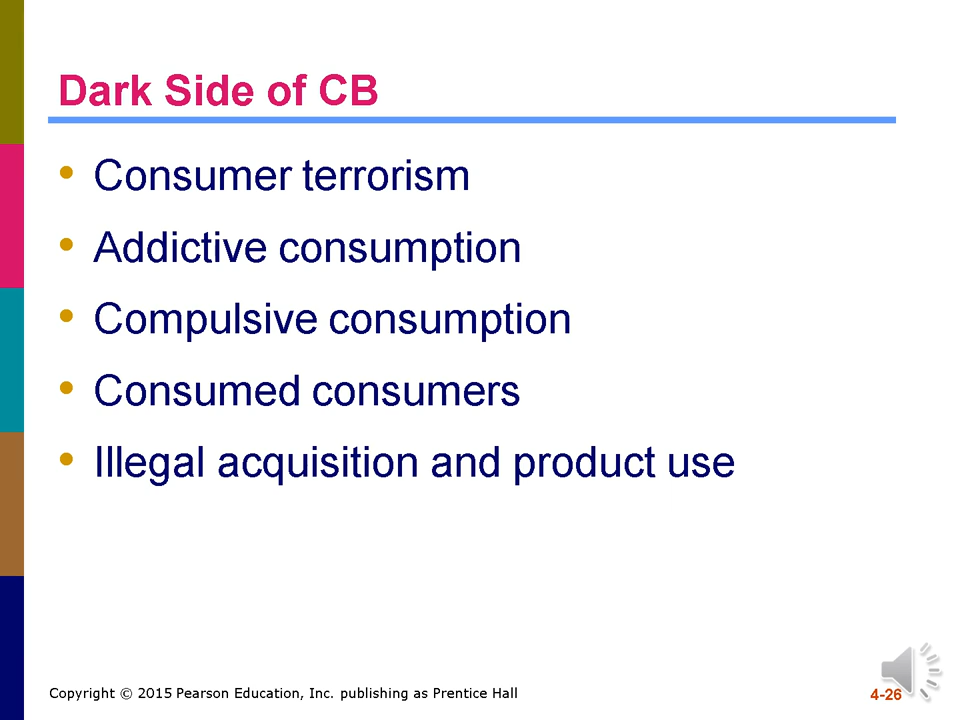 Dark Side of CB
• Consumer terrorism
• Addictive consumption
• Compulsive consumption
• Consumed consumers
• Illegal acquisition and product use
Copyright © 2015 Pearson Education, Inc. publishing as Prentice Hall
4-26